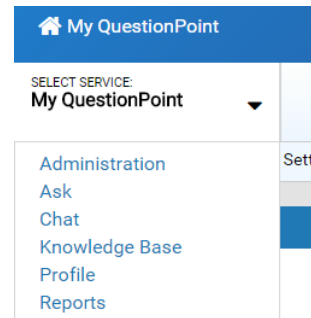 My QuestionPoint
SELECT SERVICE:
My QuestionPoint
Administration
Ask
Chat
Knowledge Base
Profile
Reports